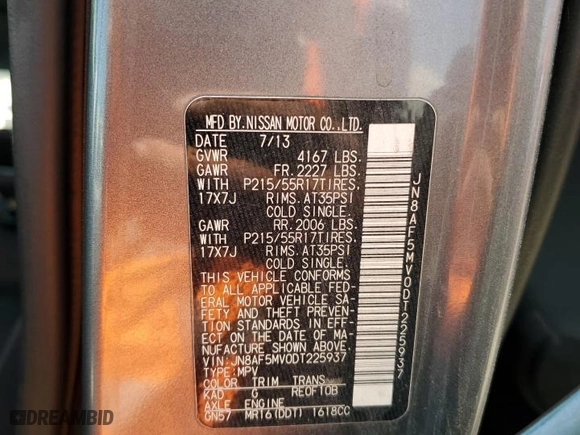 MFD BY.NISSAN MOTOR CO.,LTD.
DATE 7/13
GVWR 4167 LBS.
GAWR FR. 2227 LBS.
WITH P215/55R17TIRES.
17X7J RIMS. AT35PSI
COLD SINGLE.
GAWR RR. 2006 LBS.
WITH P215/55R17TIRES.
17X7J RIMS. AT35PSI
COLD SINGLE.
THIS VEHICLE CONFORMS
TO ALL APPLICABLE FED-
ERAL MOTOR VEHICLE SA-
FETY AND THEFT PREVEN-
TION STANDARDS IN EFF-
ECT ON THE DATE OF MA-
NUFACTURE SHOWN ABOVE.
VIN: JN8AF5MV0DT225937
TYPE: MPV
COLOR TRIM TRANS
KAD G RE0F10B
AXLE ENGINE
GN57 MR16(DDT) 1618CC
JN8AF5MV0DT225937
© DREAMBID.COM